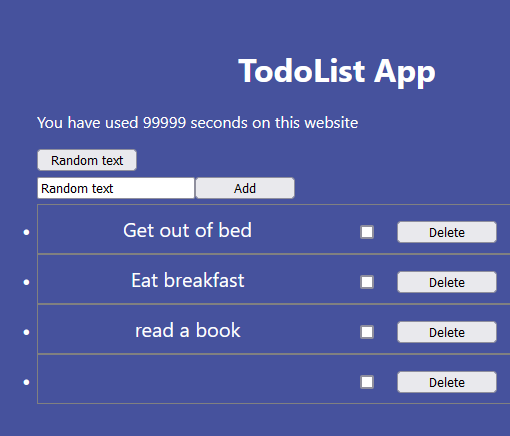 TodoList App
You have used 99999 seconds on this website
Random text
Random text Add
Get out of bed Delete
Eat breakfast Delete
read a book Delete
Delete